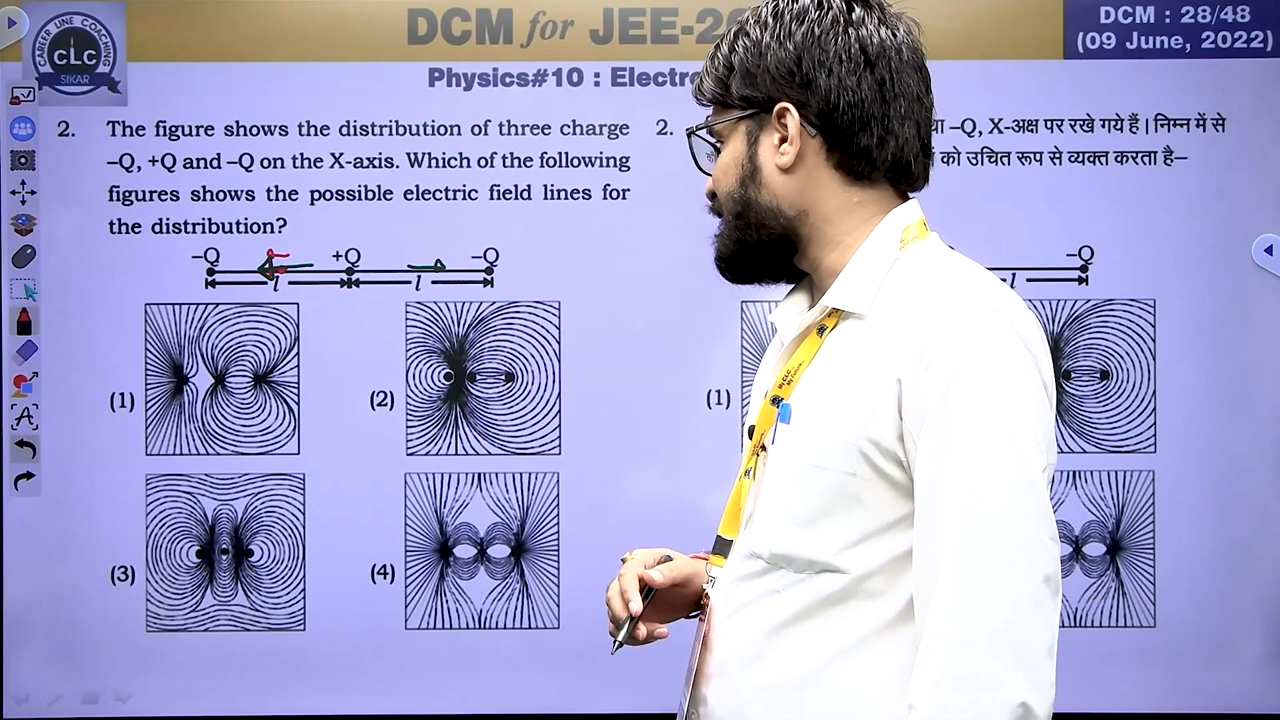 DCM for JEE-2
DCM : 28/48
(09 June, 2022)
CAREER LINE COACHING
CLC
SIKAR
Physics#10 : Electro
2. The figure shows the distribution of three charge
–Q, +Q and –Q on the X-axis. Which of the following
figures shows the possible electric field lines for
the distribution?
–Q +Q –Q
l l
(1)
(2)
(3)
(4)
2.
–Q, X-अक्ष पर रखे गये हैं। निम्न में से
को उचित रूप से व्यक्त करता है–
–Q
l
(1)